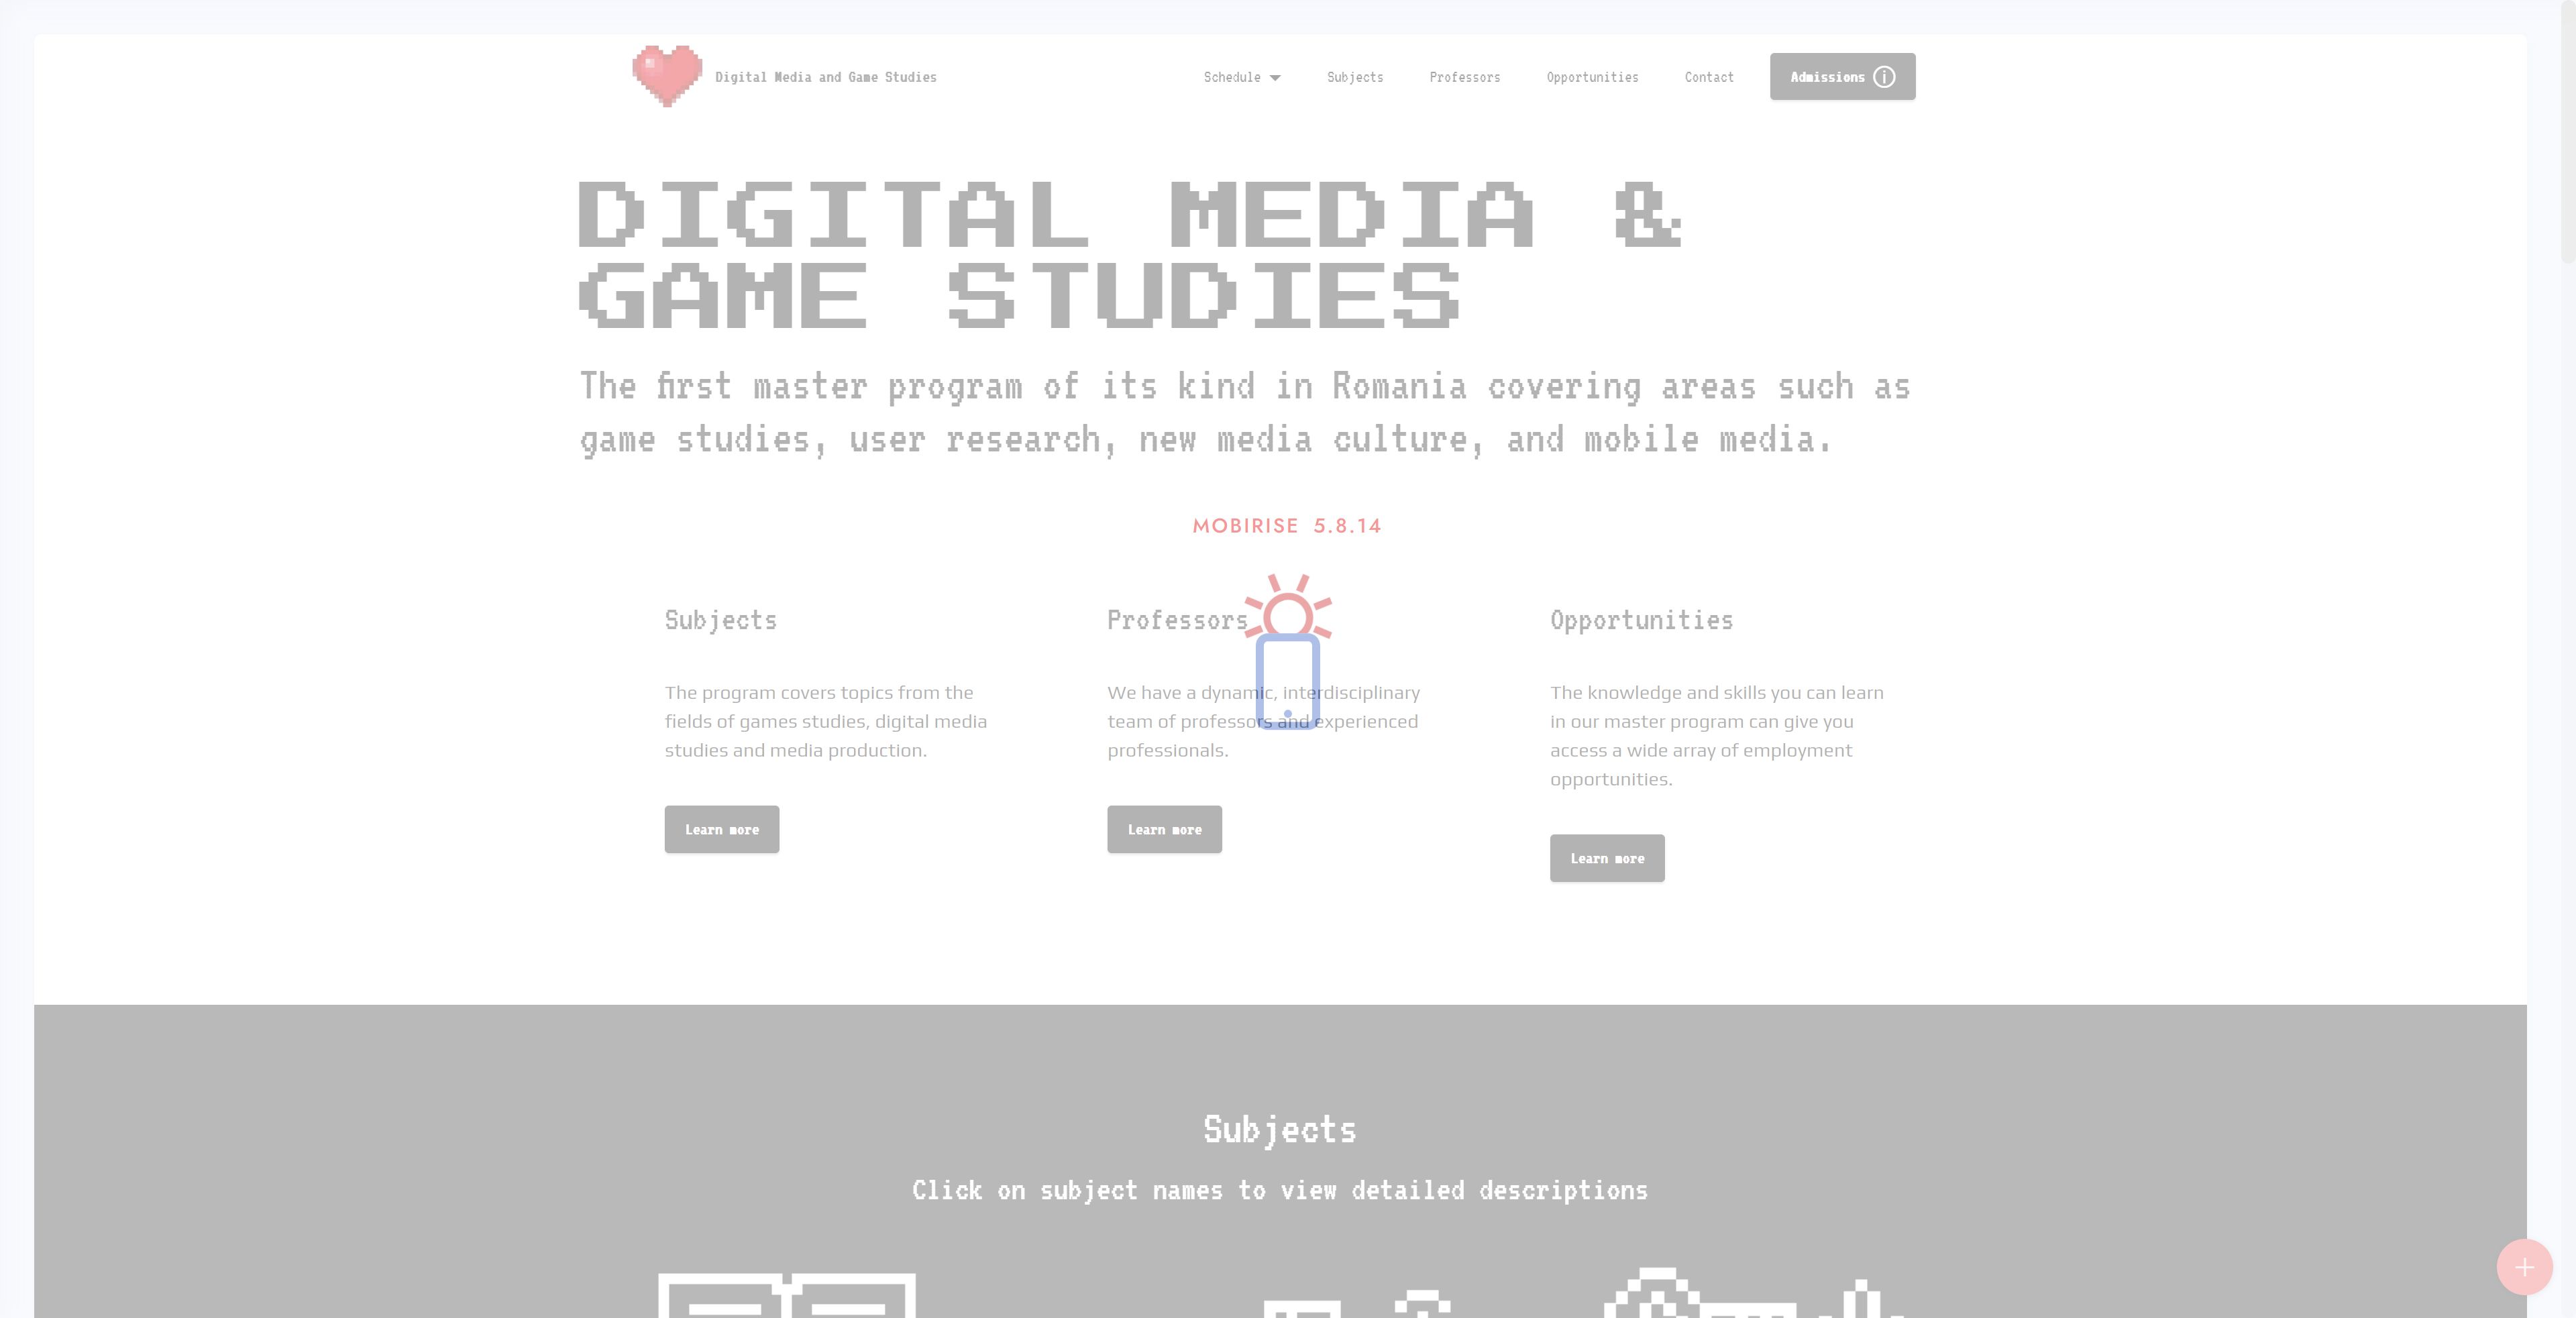 Digital Media and Game Studies
Schedule
Subjects
Professors
Opportunities
Contact
Admissions
DIGITAL MEDIA &
GAME STUDIES
The first master program of its kind in Romania covering areas such as
game studies, user research, new media culture, and mobile media.
MOBIRISE 5.8.14
Subjects
The program covers topics from the
fields of games studies, digital media
studies and media production.
Learn more
Professors
We have a dynamic, interdisciplinary
team of professors and experienced
professionals.
Learn more
Opportunities
The knowledge and skills you can learn
in our master program can give you
access a wide array of employment
opportunities.
Learn more
Subjects
Click on subject names to view detailed descriptions